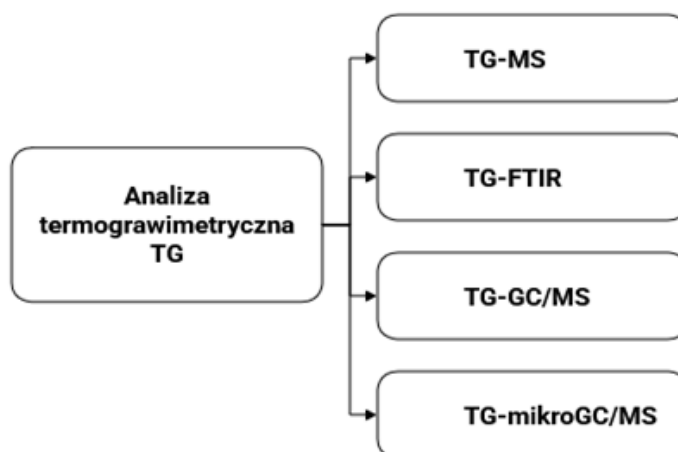 Analiza
termograwimetryczna
TG
TG-MS
TG-FTIR
TG-GC/MS
TG-mikroGC/MS